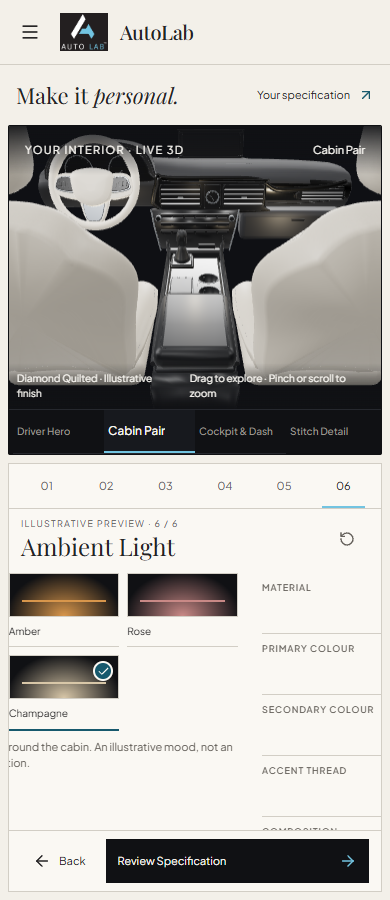 AUTO LAB
AutoLab
Make it personal.
Your specification
YOUR INTERIOR · LIVE 3D
Cabin Pair
Diamond Quilted · Illustrative
finish
Drag to explore · Pinch or scroll to
zoom
Driver Hero
Cabin Pair
Cockpit & Dash
Stitch Detail
01
02
03
04
05
06
ILLUSTRATIVE PREVIEW · 6 / 6
Ambient Light
Amber
Rose
Champagne
round the cabin. An illustrative mood, not an
tion.
MATERIAL
PRIMARY COLOUR
SECONDARY COLOUR
ACCENT THREAD
COMPOSITION
Back
Review Specification